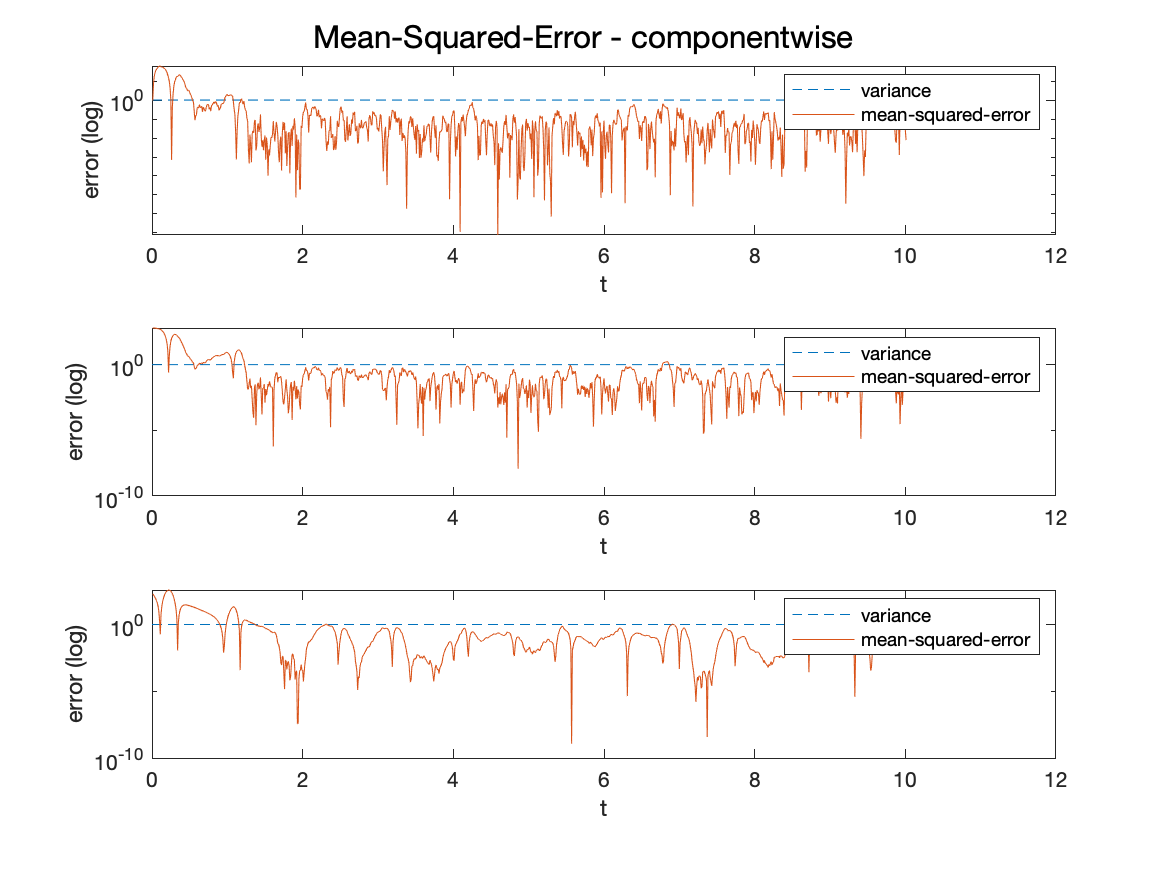 Mean-Squared-Error - componentwise
variance
mean-squared-error
10^0
error (log)
0 2 4 6 8 10 12
t
variance
mean-squared-error
10^0
error (log)
10^-10
0 2 4 6 8 10 12
t
variance
mean-squared-error
10^0
error (log)
10^-10
0 2 4 6 8 10 12
t